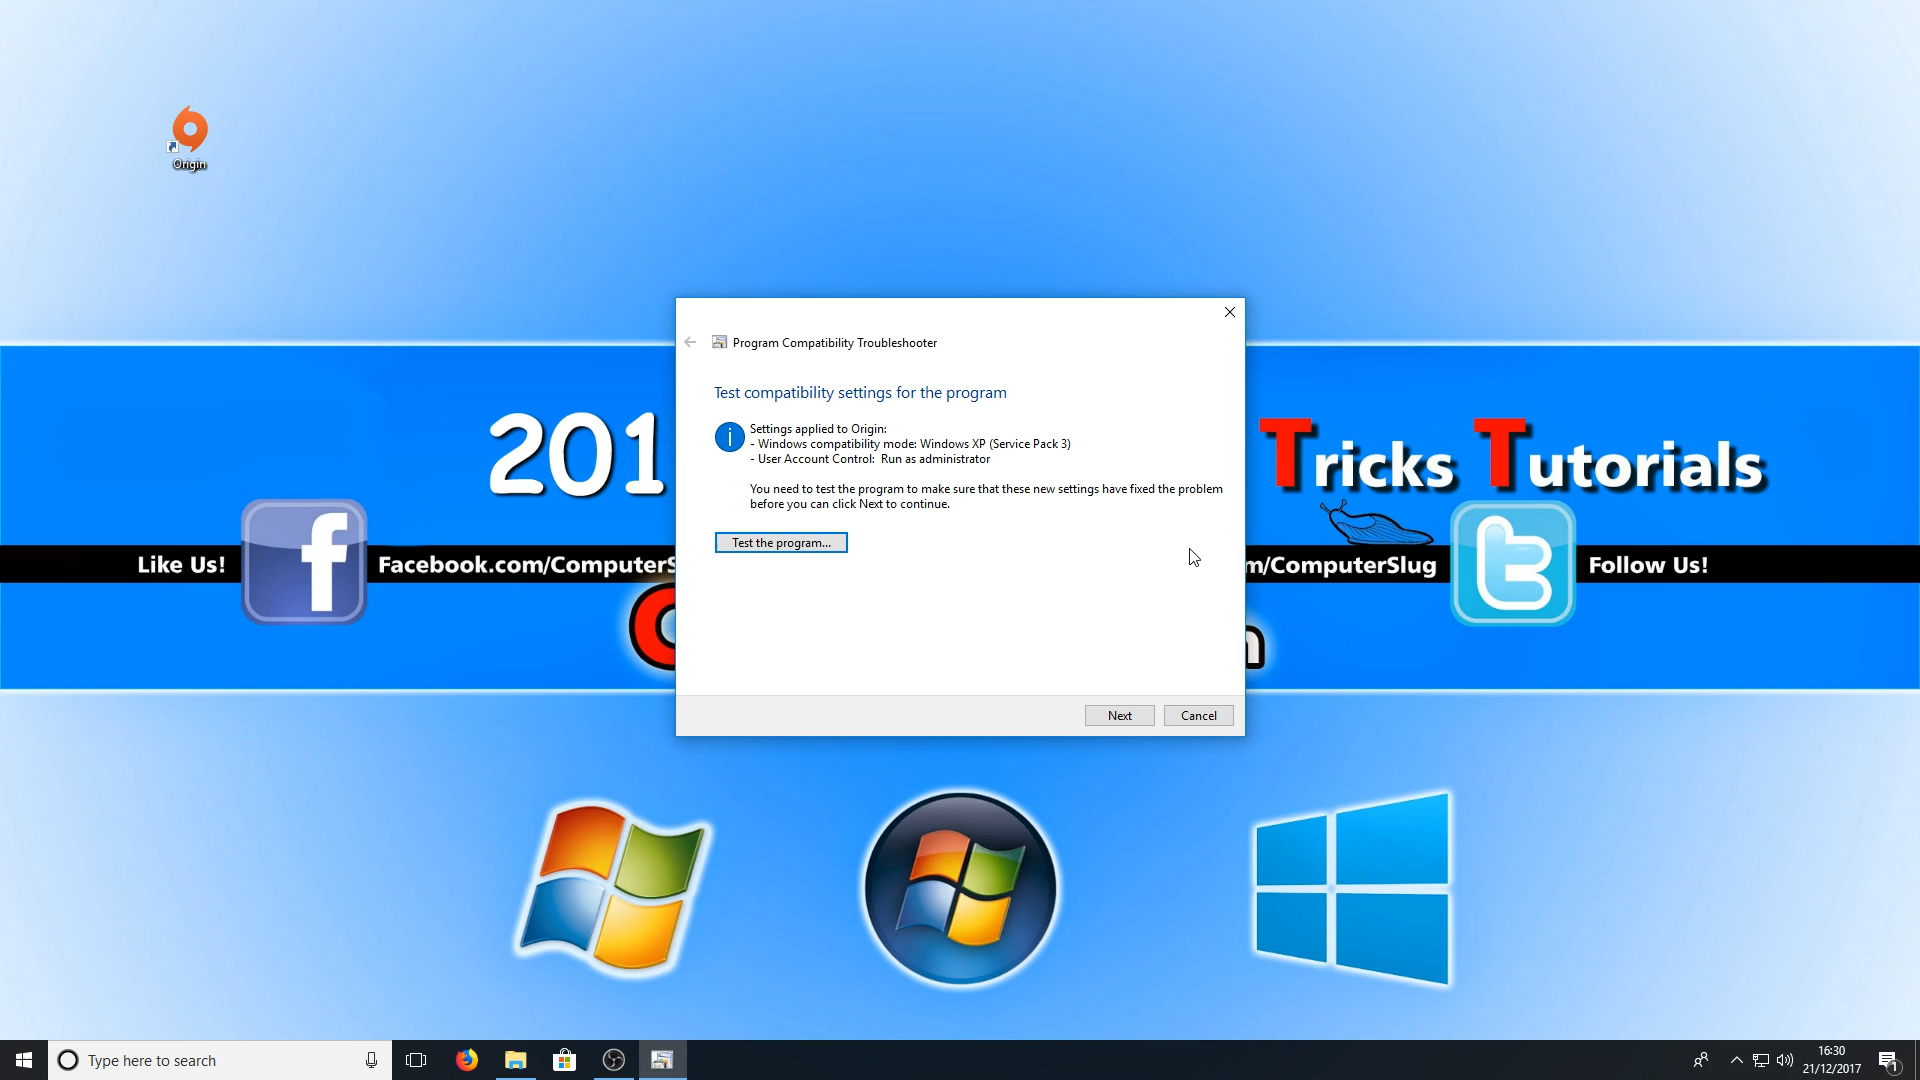 Origin
Program Compatibility Troubleshooter
Test compatibility settings for the program
Settings applied to Origin:
- Windows compatibility mode: Windows XP (Service Pack 3)
- User Account Control: Run as administrator
You need to test the program to make sure that these new settings have fixed the problem
before you can click Next to continue.
Test the program...
Next
Cancel
201
Tricks Tutorials
Like Us!
f
Facebook.com/ComputerS
m/ComputerSlug
t
Follow Us!
C
n
Type here to search
16:30
21/12/2017
1